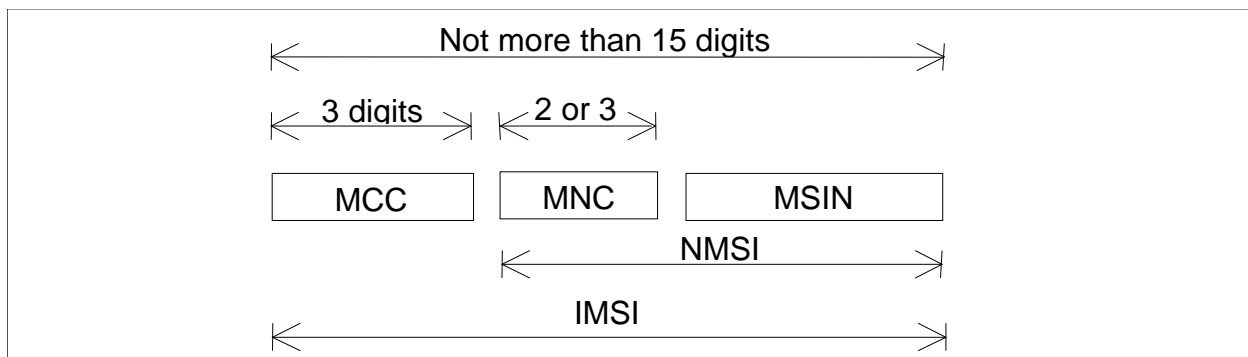 Not more than 15 digits
3 digits
2 or 3
MCC
MNC
MSIN
NMSI
IMSI